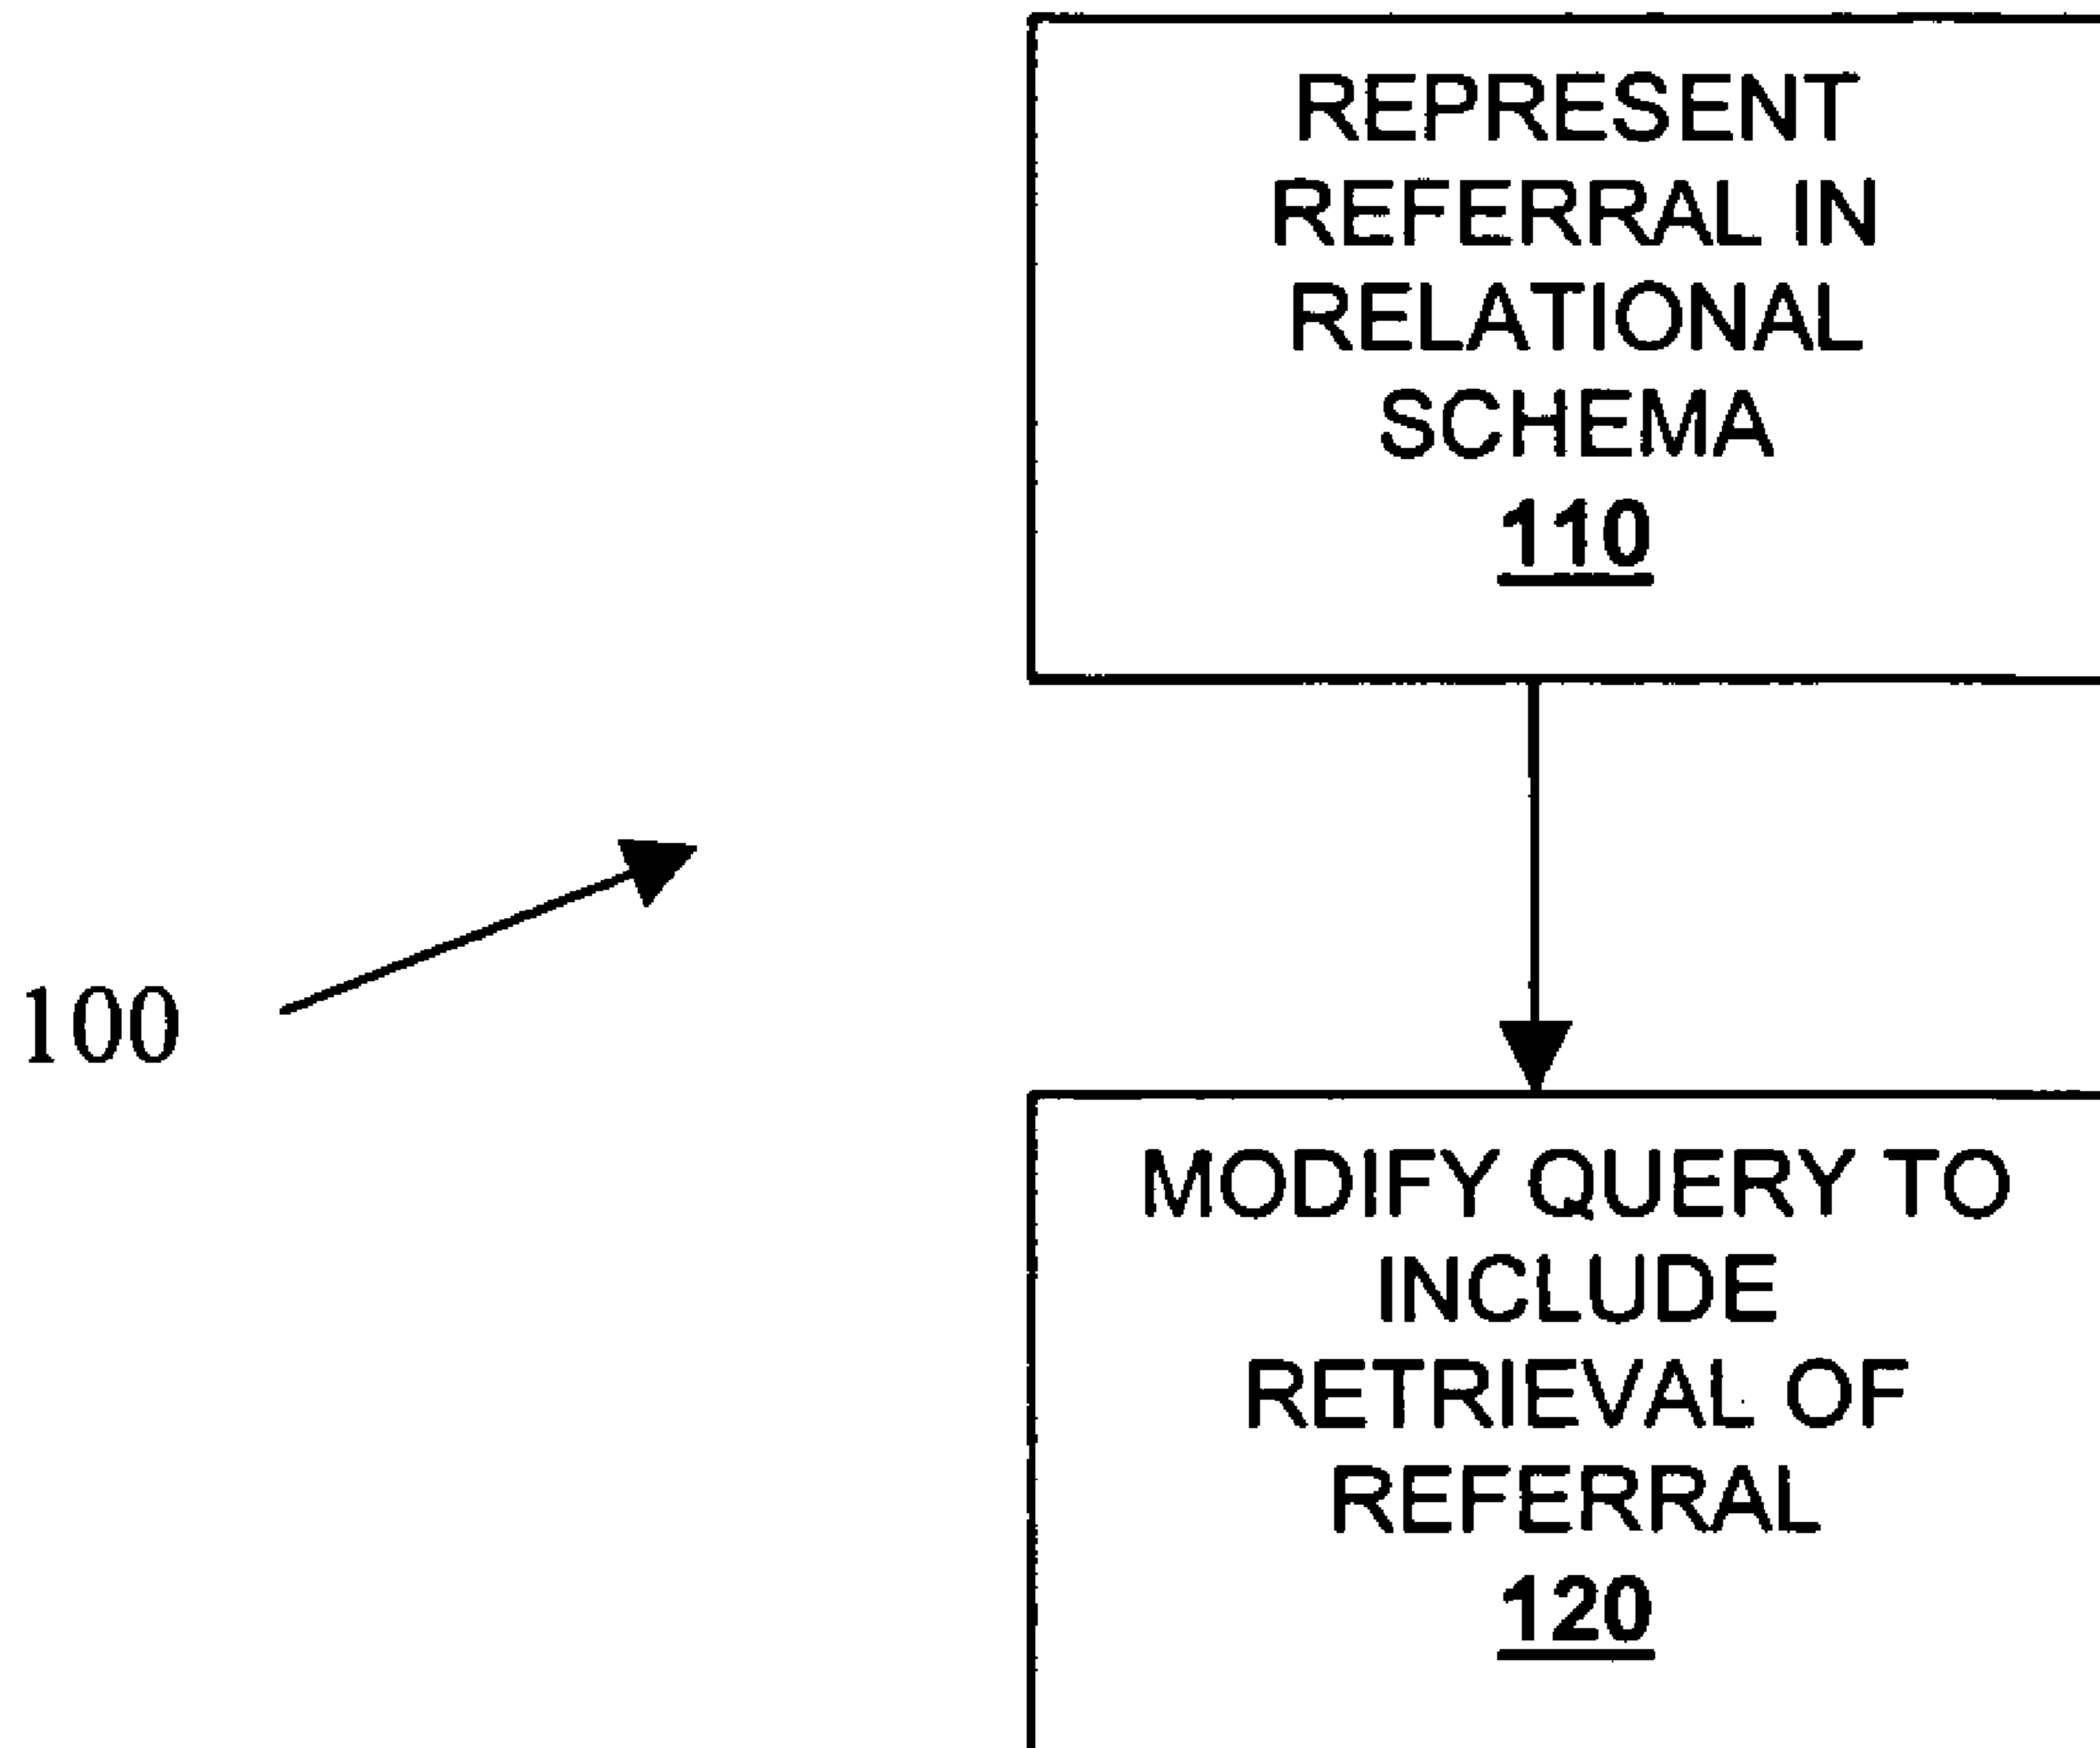 REPRESENT
REFERRAL IN
RELATIONAL
SCHEMA
110
100
MODIFY QUERY TO
INCLUDE
RETRIEVAL OF
REFERRAL
120